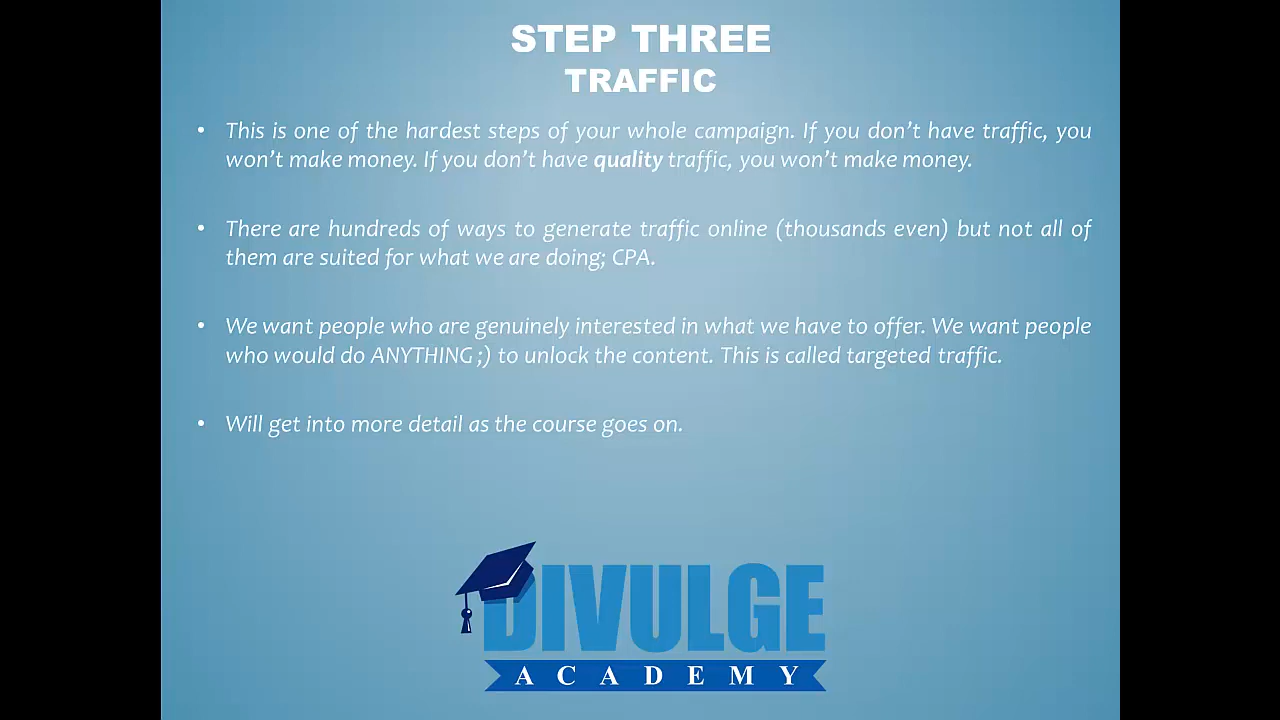 STEP THREE
TRAFFIC
• This is one of the hardest steps of your whole campaign. If you don’t have traffic, you
won’t make money. If you don’t have quality traffic, you won’t make money.
• There are hundreds of ways to generate traffic online (thousands even) but not all of
them are suited for what we are doing; CPA.
• We want people who are genuinely interested in what we have to offer. We want people
who would do ANYTHING ;) to unlock the content. This is called targeted traffic.
• Will get into more detail as the course goes on.
DIVULGE
ACADEMY